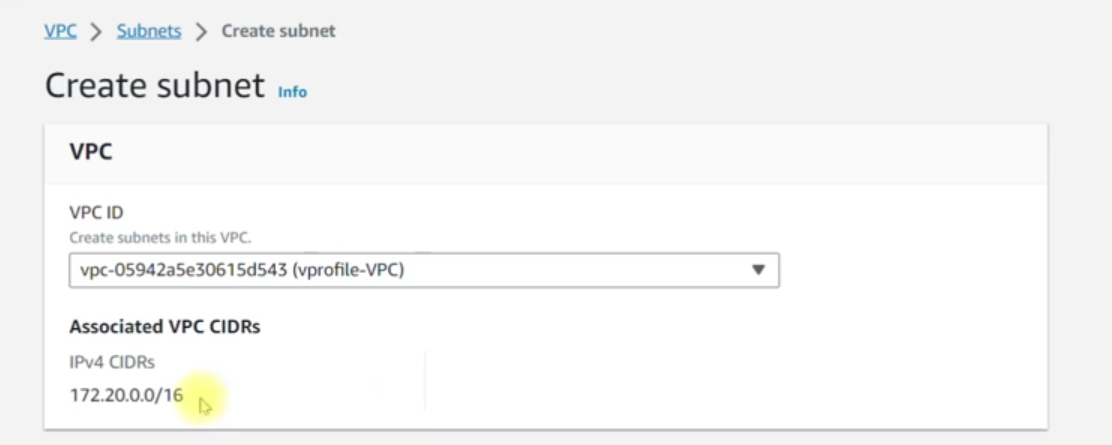 VPC > Subnets > Create subnet
Create subnet Info
VPC
VPC ID
Create subnets in this VPC.
vpc-05942a5e30615d543 (vprofile-VPC)
Associated VPC CIDRs
IPv4 CIDRs
172.20.0.0/16